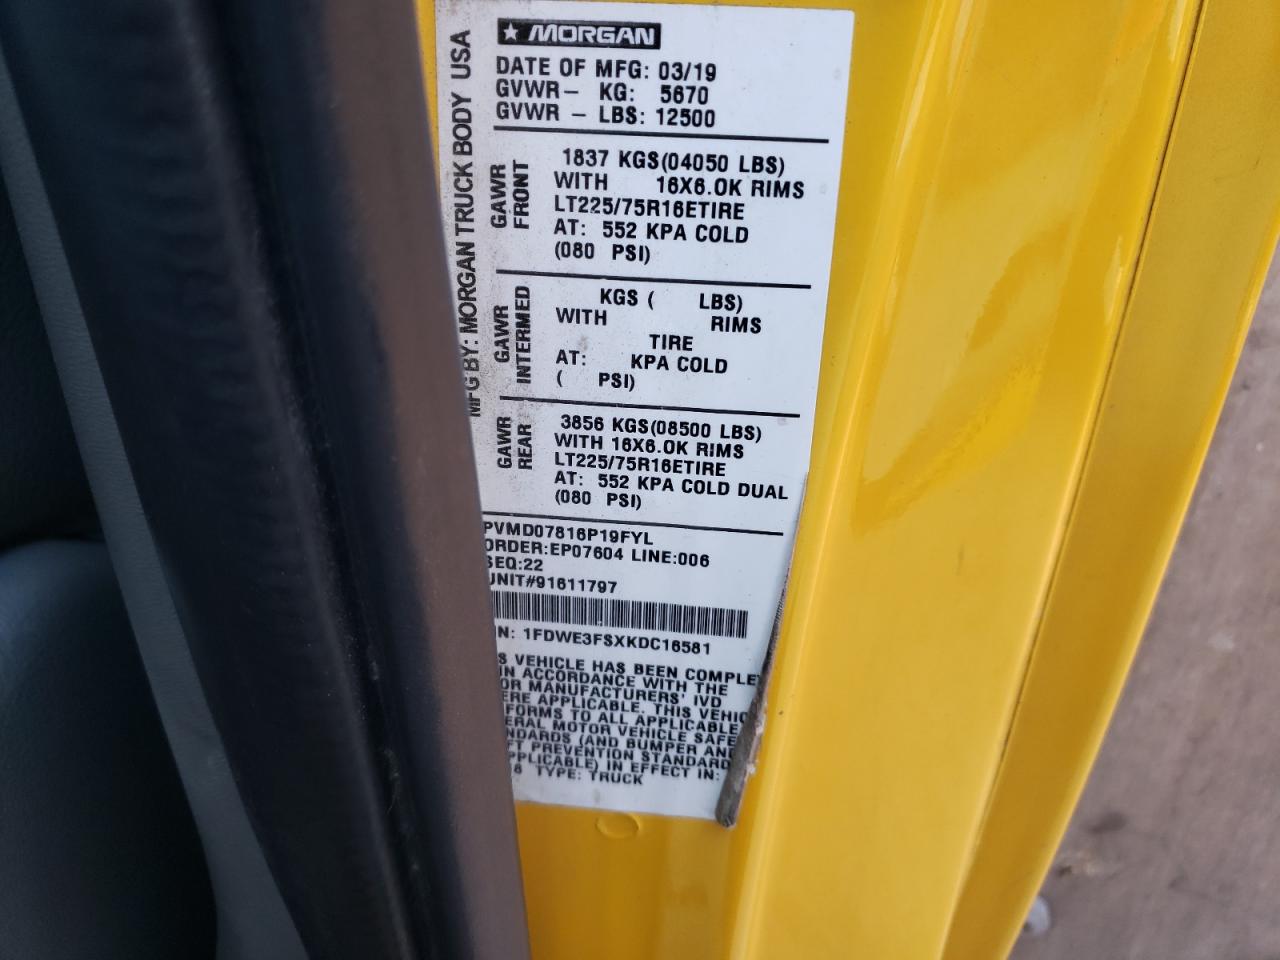 MORGAN
MFG BY: MORGAN TRUCK BODY USA
DATE OF MFG: 03/19
GVWR- KG: 5670
GVWR - LBS: 12500
GAWR FRONT
1837 KGS(04050 LBS)
WITH 16X6.0K RIMS
LT225/75R16ETIRE
AT: 552 KPA COLD
(080 PSI)
GAWR INTERMED
KGS ( LBS)
WITH RIMS
TIRE
AT: KPA COLD
( PSI)
GAWR REAR
3856 KGS(08500 LBS)
WITH 16X6.0K RIMS
LT225/75R16ETIRE
AT: 552 KPA COLD DUAL
(080 PSI)
PVMD07816P19FYL
ORDER:EP07604 LINE:006
SEQ:22
UNIT#91611797
N: 1FDWE3FSXKDC16581
S VEHICLE HAS BEEN COMPLE
IN ACCORDANCE WITH THE
OR MANUFACTURERS' IVD
ERE APPLICABLE. THIS VEHIC
FORMS TO ALL APPLICABLE
ERAL MOTOR VEHICLE SAFE
NDARDS (AND BUMPER AND
FT PREVENTION STANDARD
PPLICABLE) IN EFFECT IN:
8 TYPE: TRUCK